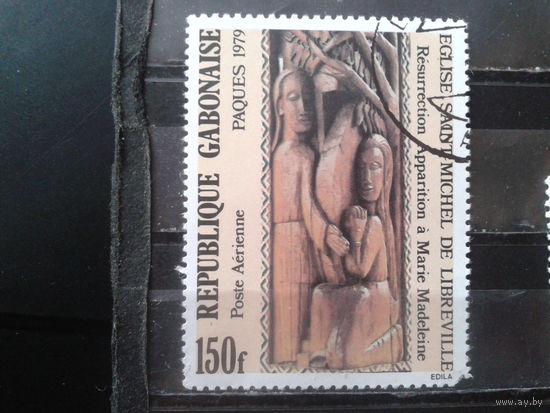 REPUBLIQUE GABONAISE
PAQUES 1979
Poste Aérienne
150f
EGLISE SAINT MICHEL DE LIBREVILLE
Résurrection Apparition à Marie Madeleine
EDILA
www.ay.by